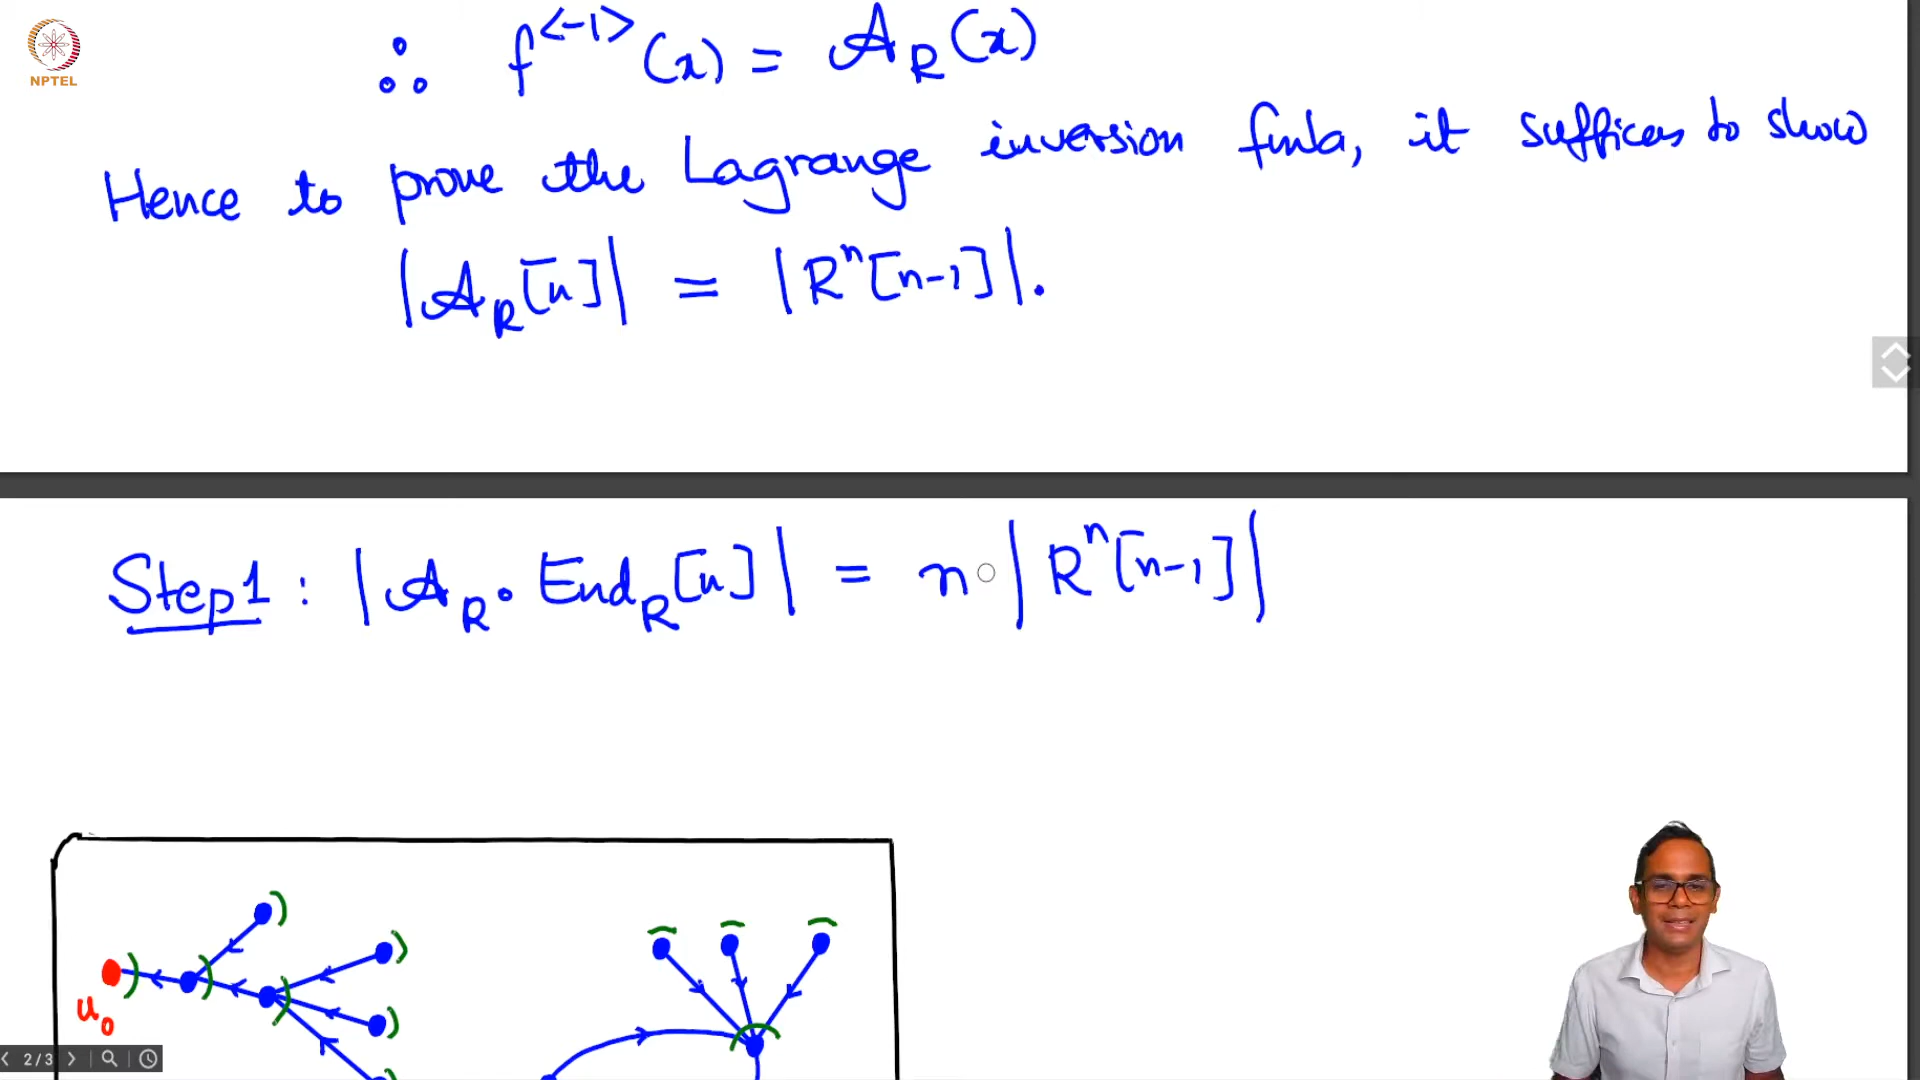 NPTEL
∴ f^{<-1>}(x) = 𝒜_R(x)
Hence to prove the Lagrange inversion fmla, it suffices to show
|𝒜_R[n]| = |R^n[n-1]|.
Step 1 : |𝒜_R · End_R[n]| = n · |R^n[n-1]|
u_0
2/3